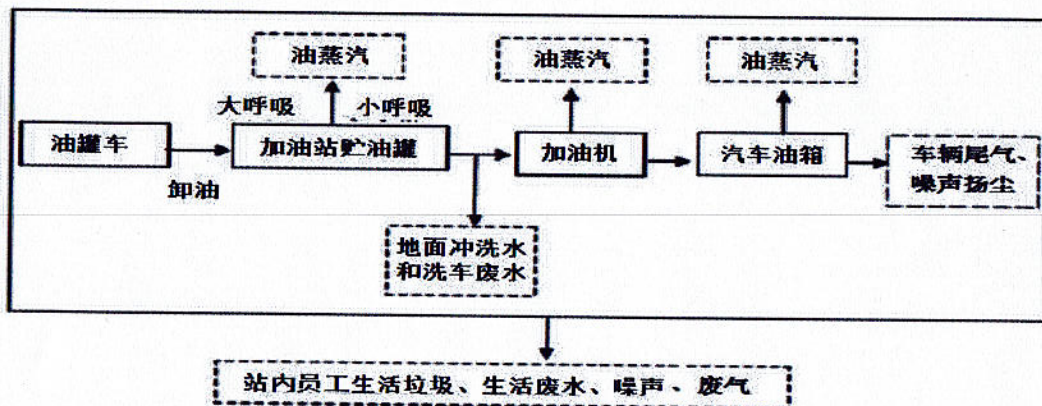 油蒸汽
油蒸汽
油蒸汽
大呼吸
小呼吸
油罐车
加油站贮油罐
加油机
汽车油箱
车辆尾气、
噪声扬尘
卸油
地面冲洗水
和洗车废水
站内员工生活垃圾、生活废水、噪声、废气